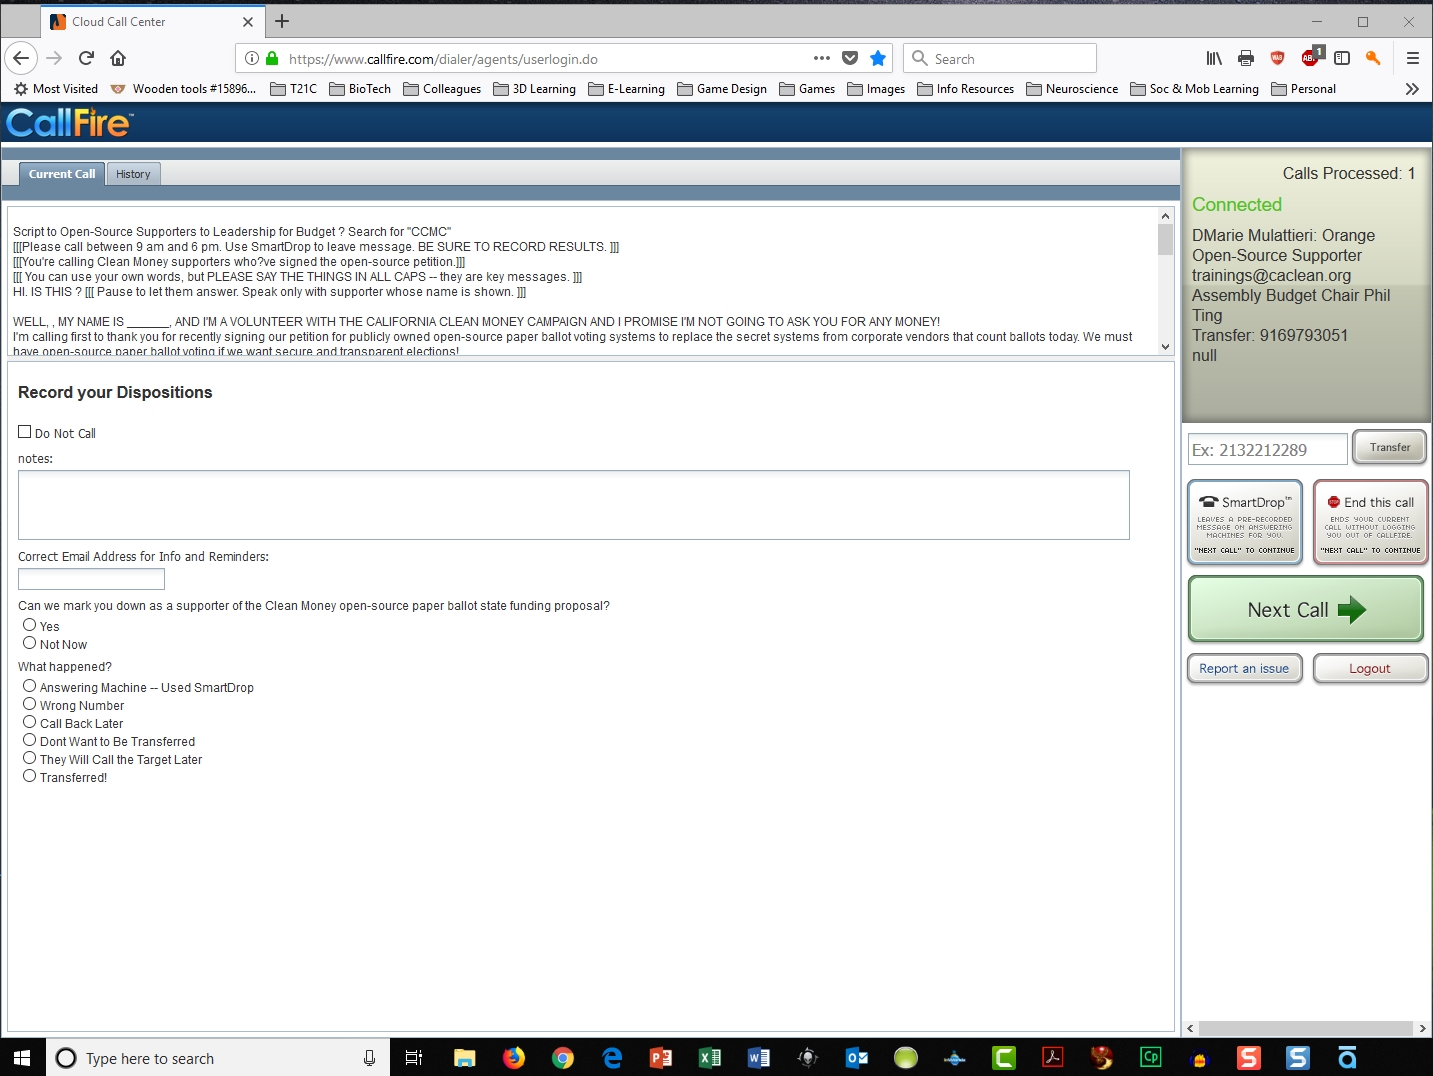 Cloud Call Center
https://www.callfire.com/dialer/agents/userlogin.do
Search
1
Most Visited
Wooden tools #15896...
T21C
BioTech
Colleagues
3D Learning
E-Learning
Game Design
Games
Images
Info Resources
Neuroscience
Soc & Mob Learning
Personal
CallFire™
Current Call
History
Script to Open-Source Supporters to Leadership for Budget ? Search for "CCMC"
[[[Please call between 9 am and 6 pm. Use SmartDrop to leave message. BE SURE TO RECORD RESULTS. ]]]
[[[You're calling Clean Money supporters who?ve signed the open-source petition.]]]
[[[ You can use your own words, but PLEASE SAY THE THINGS IN ALL CAPS -- they are key messages. ]]]
HI. IS THIS ? [[[ Pause to let them answer. Speak only with supporter whose name is shown. ]]]
WELL, , MY NAME IS ______, AND I'M A VOLUNTEER WITH THE CALIFORNIA CLEAN MONEY CAMPAIGN AND I PROMISE I'M NOT GOING TO ASK YOU FOR ANY MONEY!
I'm calling first to thank you for recently signing our petition for publicly owned open-source paper ballot voting systems to replace the secret systems from corporate vendors that count ballots today. We must
have open-source paper ballot voting if we want secure and transparent elections!
Record your Dispositions
Do Not Call
notes:
Correct Email Address for Info and Reminders:
Can we mark you down as a supporter of the Clean Money open-source paper ballot state funding proposal?
Yes
Not Now
What happened?
Answering Machine -- Used SmartDrop
Wrong Number
Call Back Later
Dont Want to Be Transferred
They Will Call the Target Later
Transferred!
Calls Processed: 1
Connected
DMarie Mulattieri: Orange
Open-Source Supporter
trainings@caclean.org
Assembly Budget Chair Phil
Ting
Transfer: 9169793051
null
Ex: 2132212289
Transfer
SmartDrop™
LEAVES A PRE-RECORDED
MESSAGE ON ANSWERING
MACHINES FOR YOU.
"NEXT CALL" TO CONTINUE
STOP
End this call
ENDS YOUR CURRENT
CALL WITHOUT LOGGING
YOU OUT OF CALLFIRE.
"NEXT CALL" TO CONTINUE
Next Call
Report an issue
Logout
Type here to search